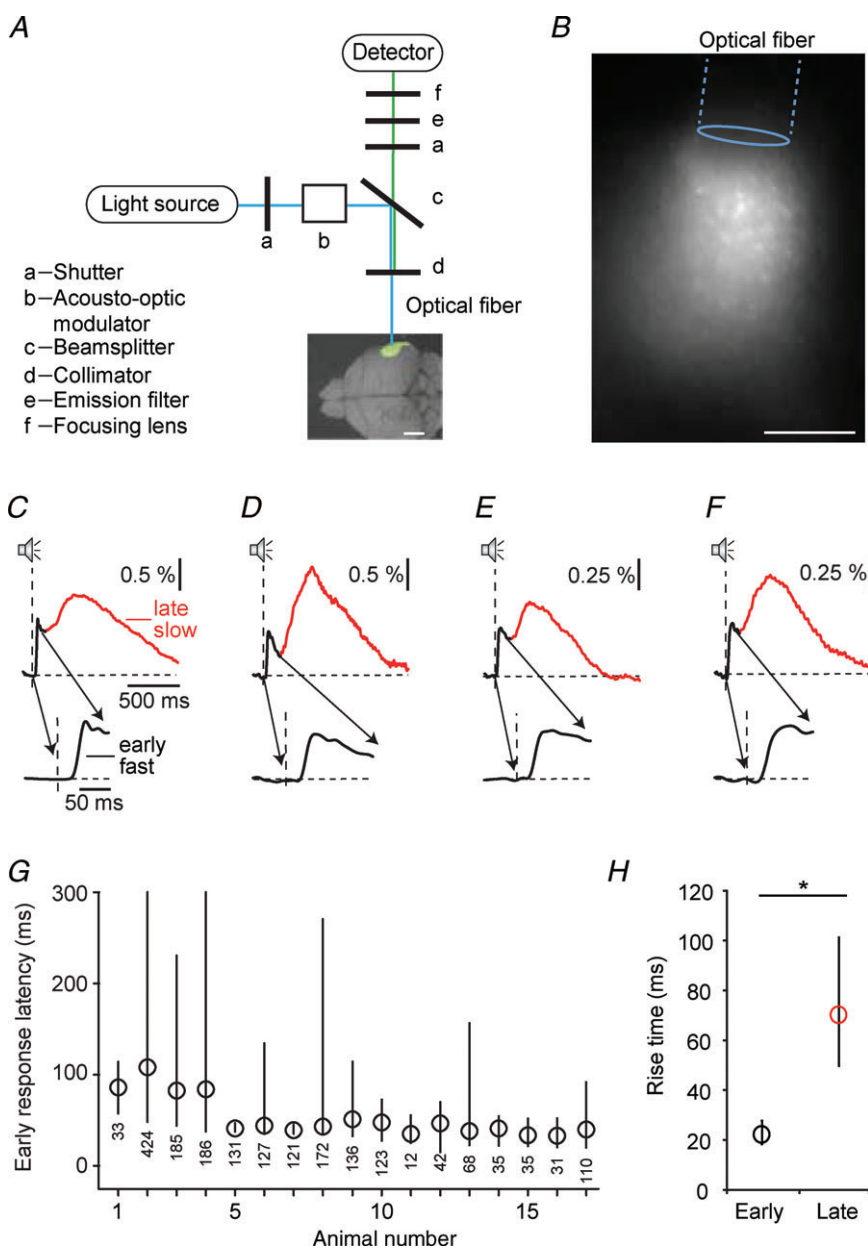 A
Detector
f
e
a
c
Light source
a
b
d
Optical fiber
a–Shutter
b–Acousto-optic
modulator
c–Beamsplitter
d–Collimator
e–Emission filter
f–Focusing lens
B
Optical fiber
C
0.5 %
late
slow
500 ms
early
fast
50 ms
D
0.5 %
E
0.25 %
F
0.25 %
G
Early response latency (ms)
300
200
100
0
33
424
185
186
131
127
121
172
136
123
12
42
68
35
35
31
110
1
5
10
15
Animal number
H
Rise time (ms)
120
100
80
60
40
20
0
*
Early
Late